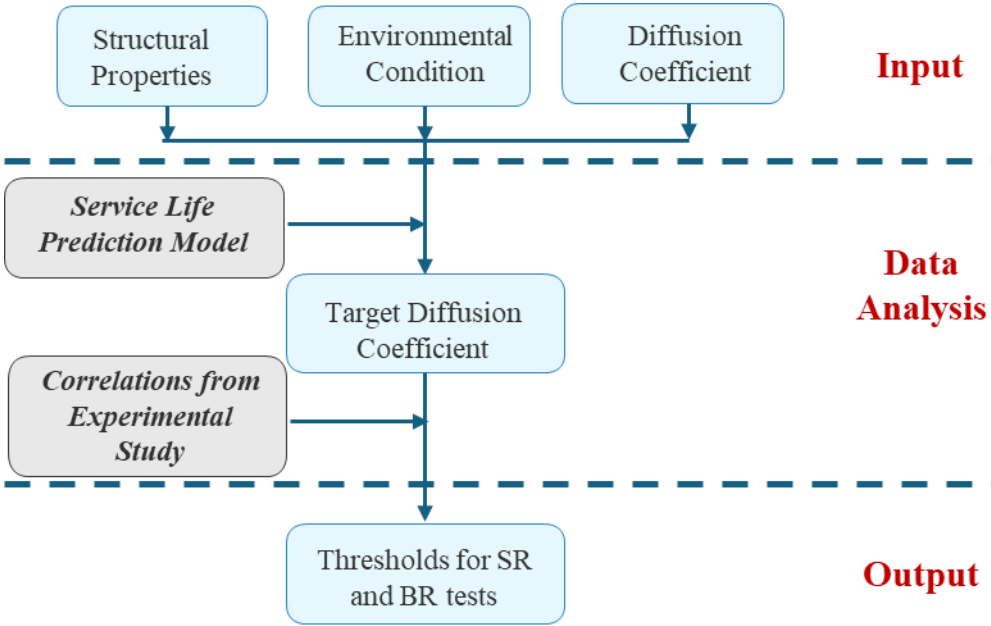 Structural
Properties
Environmental
Condition
Diffusion
Coefficient
Input
Service Life
Prediction Model
Data
Analysis
Target Diffusion
Coefficient
Correlations from
Experimental
Study
Thresholds for SR
and BR tests
Output